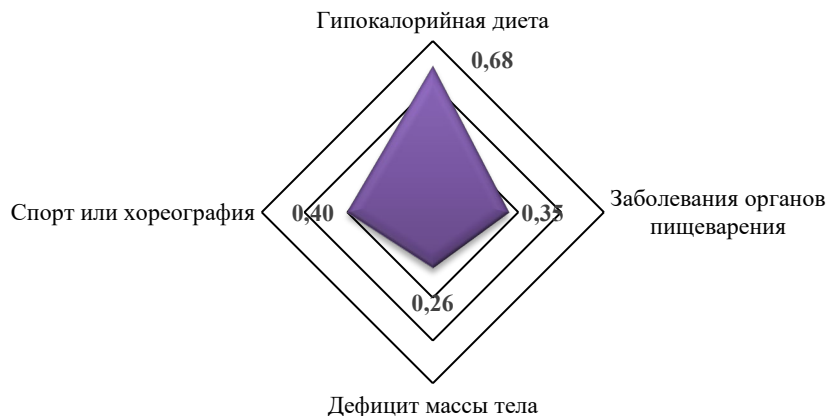 Гипокалорийная диета
0,68
Спорт или хореография
0,40
0,35
Заболевания органов
пищеварения
0,26
Дефицит массы тела